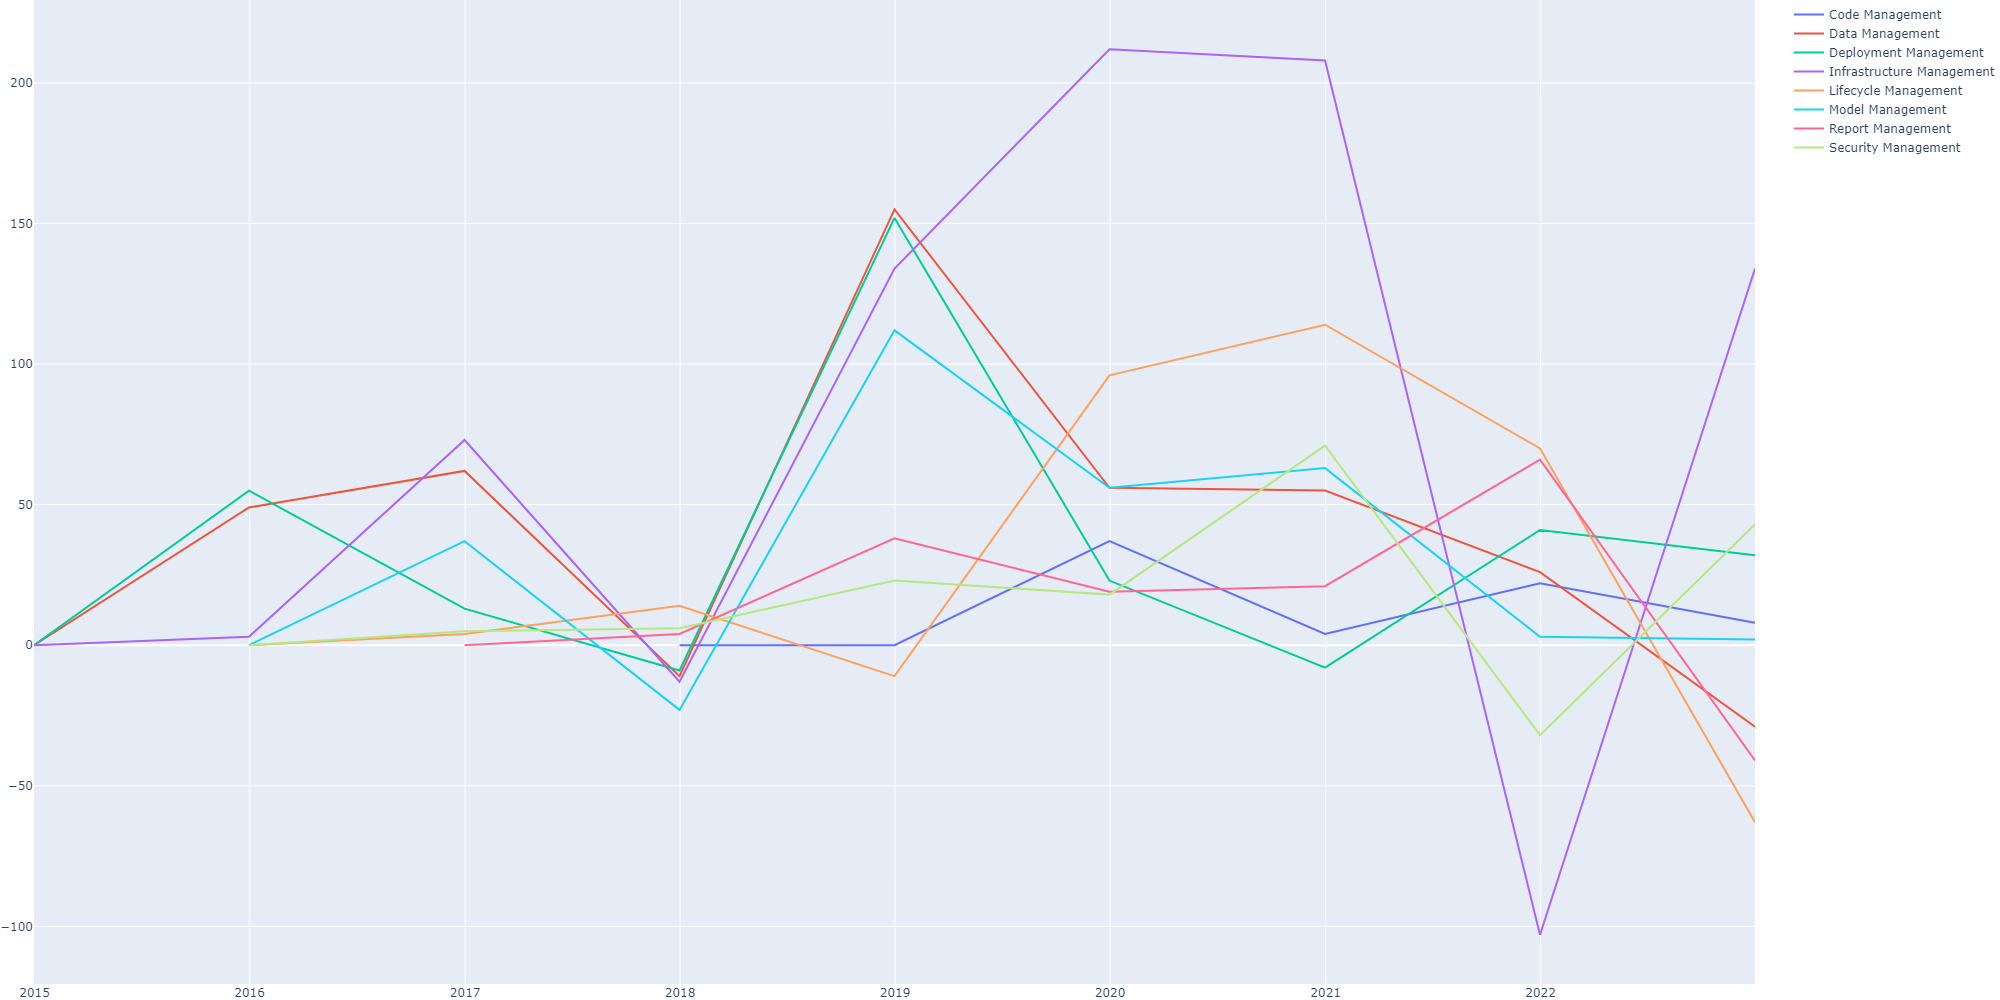 200
150
100
50
0
−50
−100
2015 2016 2017 2018 2019 2020 2021 2022
Code Management
Data Management
Deployment Management
Infrastructure Management
Lifecycle Management
Model Management
Report Management
Security Management